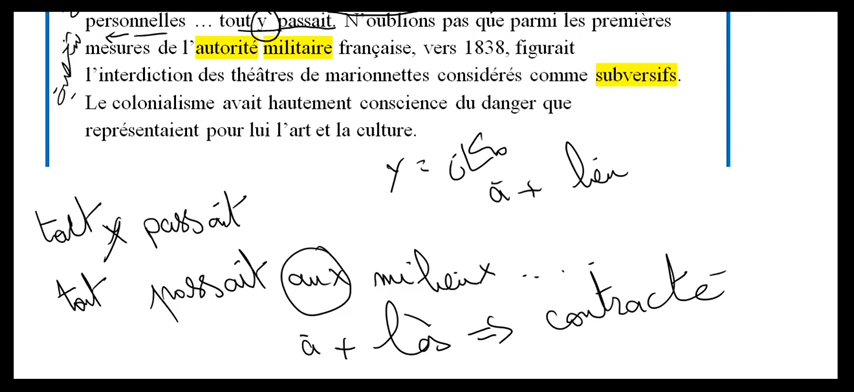 personnelles … tout y passait. N'oublions pas que parmi les premières
mesures de l'autorité militaire française, vers 1838, figurait
l'interdiction des théâtres de marionnettes considérés comme subversifs.
Le colonialisme avait hautement conscience du danger que
représentaient pour lui l'art et la culture.
y = مكان
à + lieu
tout y passait
tout passait aux milieux ....
à + les ⇒ contracté